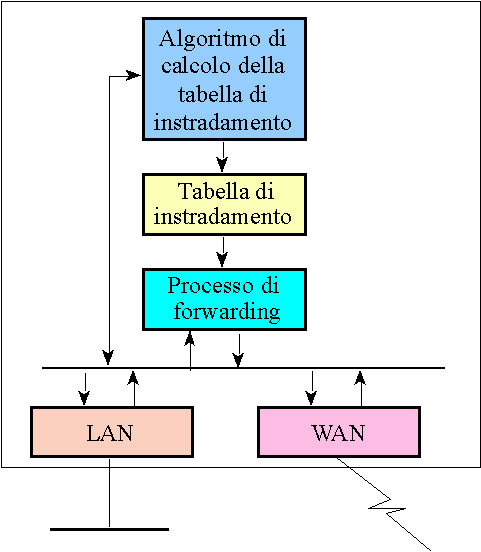 Algoritmo di
calcolo della
tabella di
instradamento
Tabella di
instradamento
Processo di
forwarding
LAN
WAN